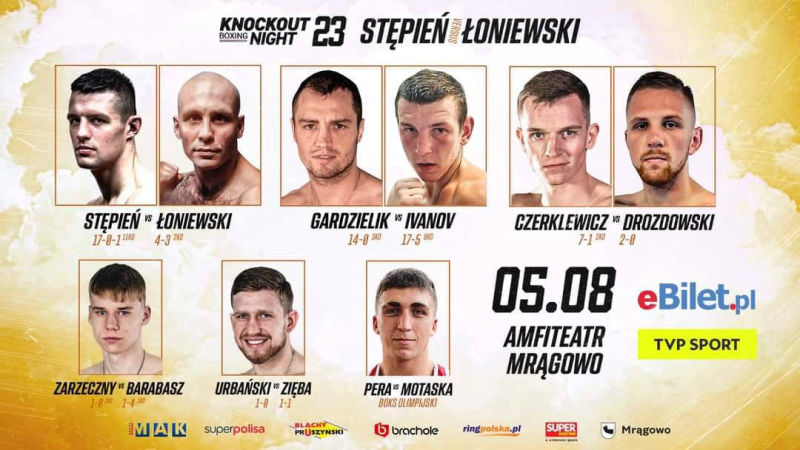 KNOCKOUT
BOXING NIGHT 23
STĘPIEŃ VERSUS ŁONIEWSKI
STĘPIEŃ vs ŁONIEWSKI
17-0-1 11KO 4-3 2KO
GARDZIELIK vs IVANOV
14-0 3KO 17-5 8KO
CZERKLEWICZ vs DROZDOWSKI
7-1 2KO 2-0
05.08
AMFITEATR
MRĄGOWO
eBilet.pl
TVP SPORT
ZARZECZNY vs BARABASZ
1-0 1KO 1-4 1KO
URBAŃSKI vs ZIĘBA
1-0 1-1
PERA vs MOTASKA
BOKS OLIMPIJSKI
MAK
superpolisa
BLACHY
PRUSZYŃSKI
brachole
ringpolska.pl
SUPER
Mrągowo